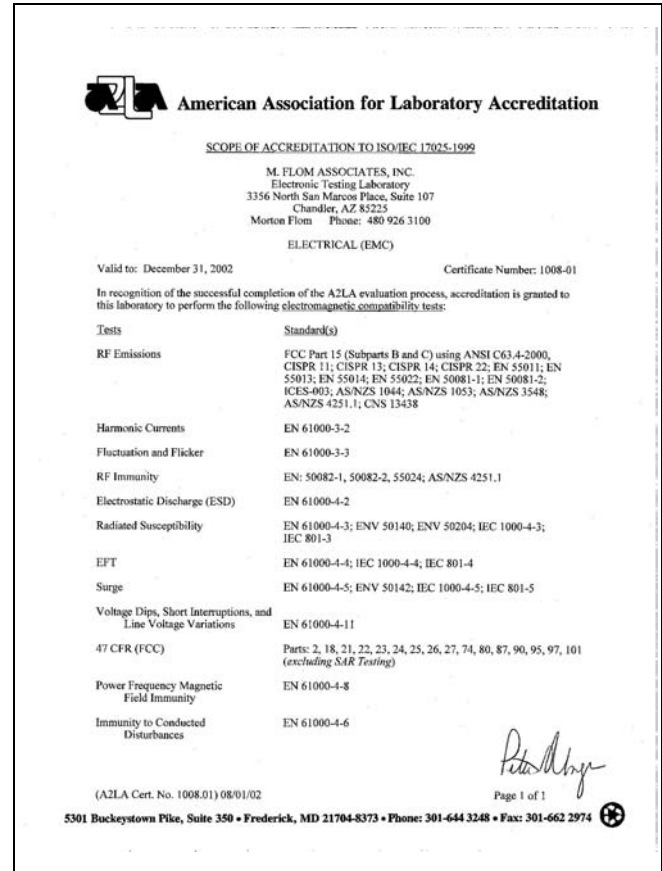 A2LA American Association for Laboratory Accreditation
SCOPE OF ACCREDITATION TO ISO/IEC 17025-1999
M. FLOM ASSOCIATES, INC.
Electronic Testing Laboratory
3356 North San Marcos Place, Suite 107
Chandler, AZ 85225
Morton Flom Phone: 480 926 3100
ELECTRICAL (EMC)
Valid to: December 31, 2002 Certificate Number: 1008-01
In recognition of the successful completion of the A2LA evaluation process, accreditation is granted to
this laboratory to perform the following electromagnetic compatibility tests:
Tests Standard(s)
RF Emissions FCC Part 15 (Subparts B and C) using ANSI C63.4-2000,
CISPR 11; CISPR 13; CISPR 14; CISPR 22; EN 55011; EN
55013; EN 55014; EN 55022; EN 50081-1; EN 50081-2;
ICES-003; AS/NZS 1044; AS/NZS 1053; AS/NZS 3548;
AS/NZS 4251.1; CNS 13438
Harmonic Currents EN 61000-3-2
Fluctuation and Flicker EN 61000-3-3
RF Immunity EN: 50082-1, 50082-2, 55024; AS/NZS 4251.1
Electrostatic Discharge (ESD) EN 61000-4-2
Radiated Susceptibility EN 61000-4-3; ENV 50140; ENV 50204; IEC 1000-4-3;
IEC 801-3
EFT EN 61000-4-4; IEC 1000-4-4; IEC 801-4
Surge EN 61000-4-5; ENV 50142; IEC 1000-4-5; IEC 801-5
Voltage Dips, Short Interruptions, and
Line Voltage Variations EN 61000-4-11
47 CFR (FCC) Parts: 2, 18, 21, 22, 23, 24, 25, 26, 27, 74, 80, 87, 90, 95, 97, 101
(excluding SAR Testing)
Power Frequency Magnetic EN 61000-4-8
Field Immunity
Immunity to Conducted EN 61000-4-6
Disturbances
(A2LA Cert. No. 1008.01) 08/01/02 Page 1 of 1
5301 Buckeystown Pike, Suite 350 • Frederick, MD 21704-8373 • Phone: 301-644 3248 • Fax: 301-662 2974